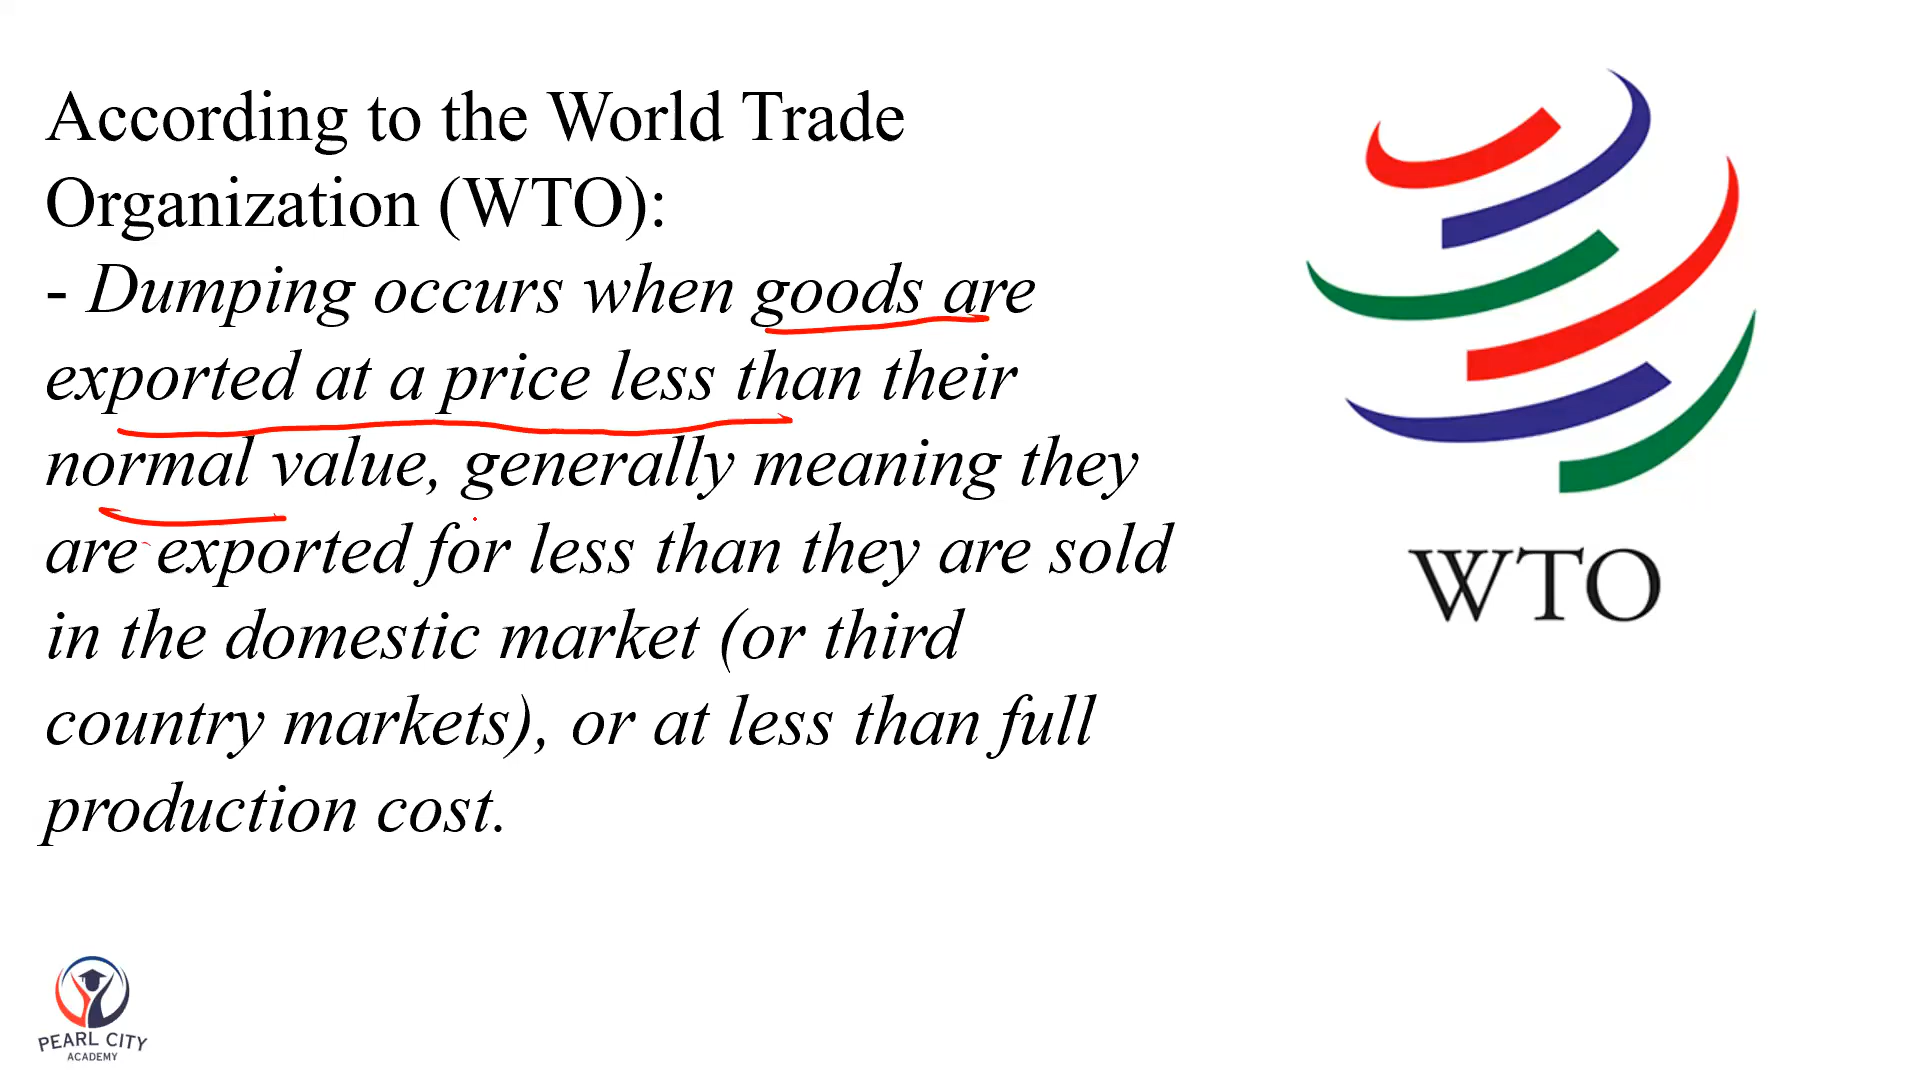 According to the World Trade
Organization (WTO):
- Dumping occurs when goods are
exported at a price less than their
normal value, generally meaning they
are exported for less than they are sold
in the domestic market (or third
country markets), or at less than full
production cost.
WTO
PEARL CITY
ACADEMY